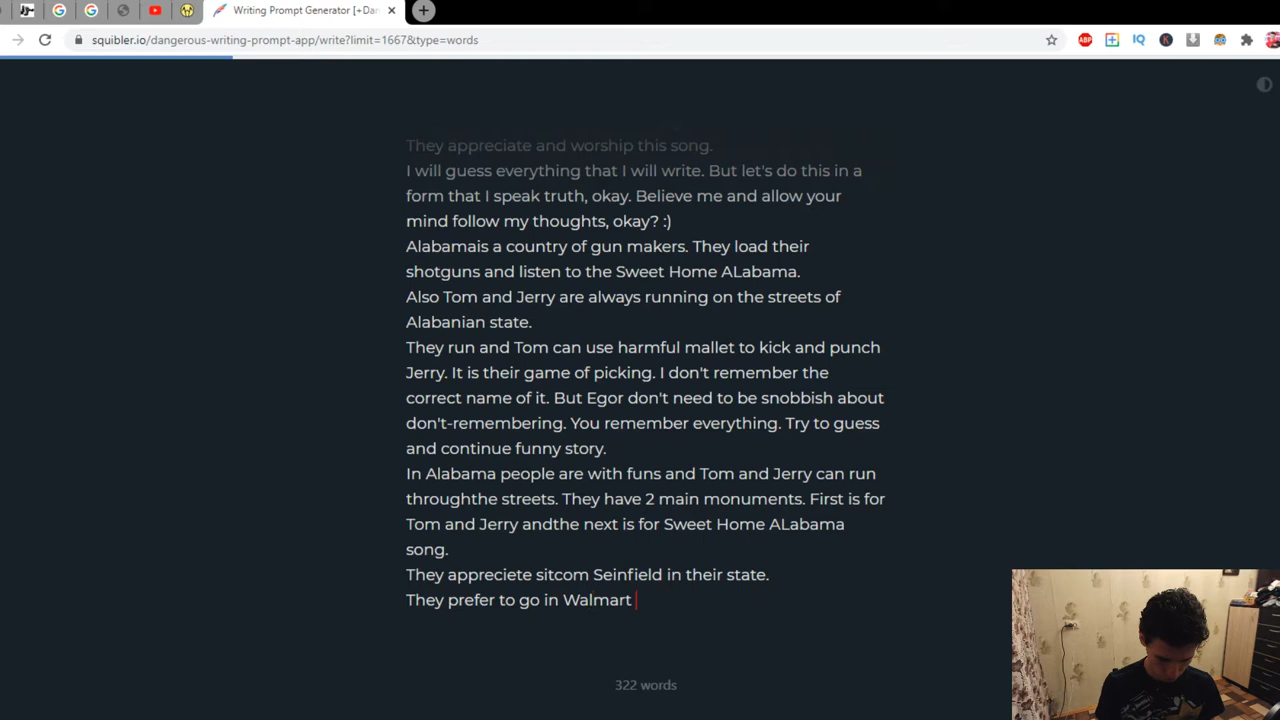 Writing Prompt Generator [+Dan
squibler.io/dangerous-writing-prompt-app/write?limit=1667&type=words
They appreciate and worship this song.
I will guess everything that I will write. But let's do this in a
form that I speak truth, okay. Believe me and allow your
mind follow my thoughts, okay? :)
Alabamais a country of gun makers. They load their
shotguns and listen to the Sweet Home ALabama.
Also Tom and Jerry are always running on the streets of
Alabanian state.
They run and Tom can use harmful mallet to kick and punch
Jerry. It is their game of picking. I don't remember the
correct name of it. But Egor don't need to be snobbish about
don't-remembering. You remember everything. Try to guess
and continue funny story.
In Alabama people are with funs and Tom and Jerry can run
throughthe streets. They have 2 main monuments. First is for
Tom and Jerry andthe next is for Sweet Home ALabama
song.
They appreciete sitcom Seinfield in their state.
They prefer to go in Walmart
322 words